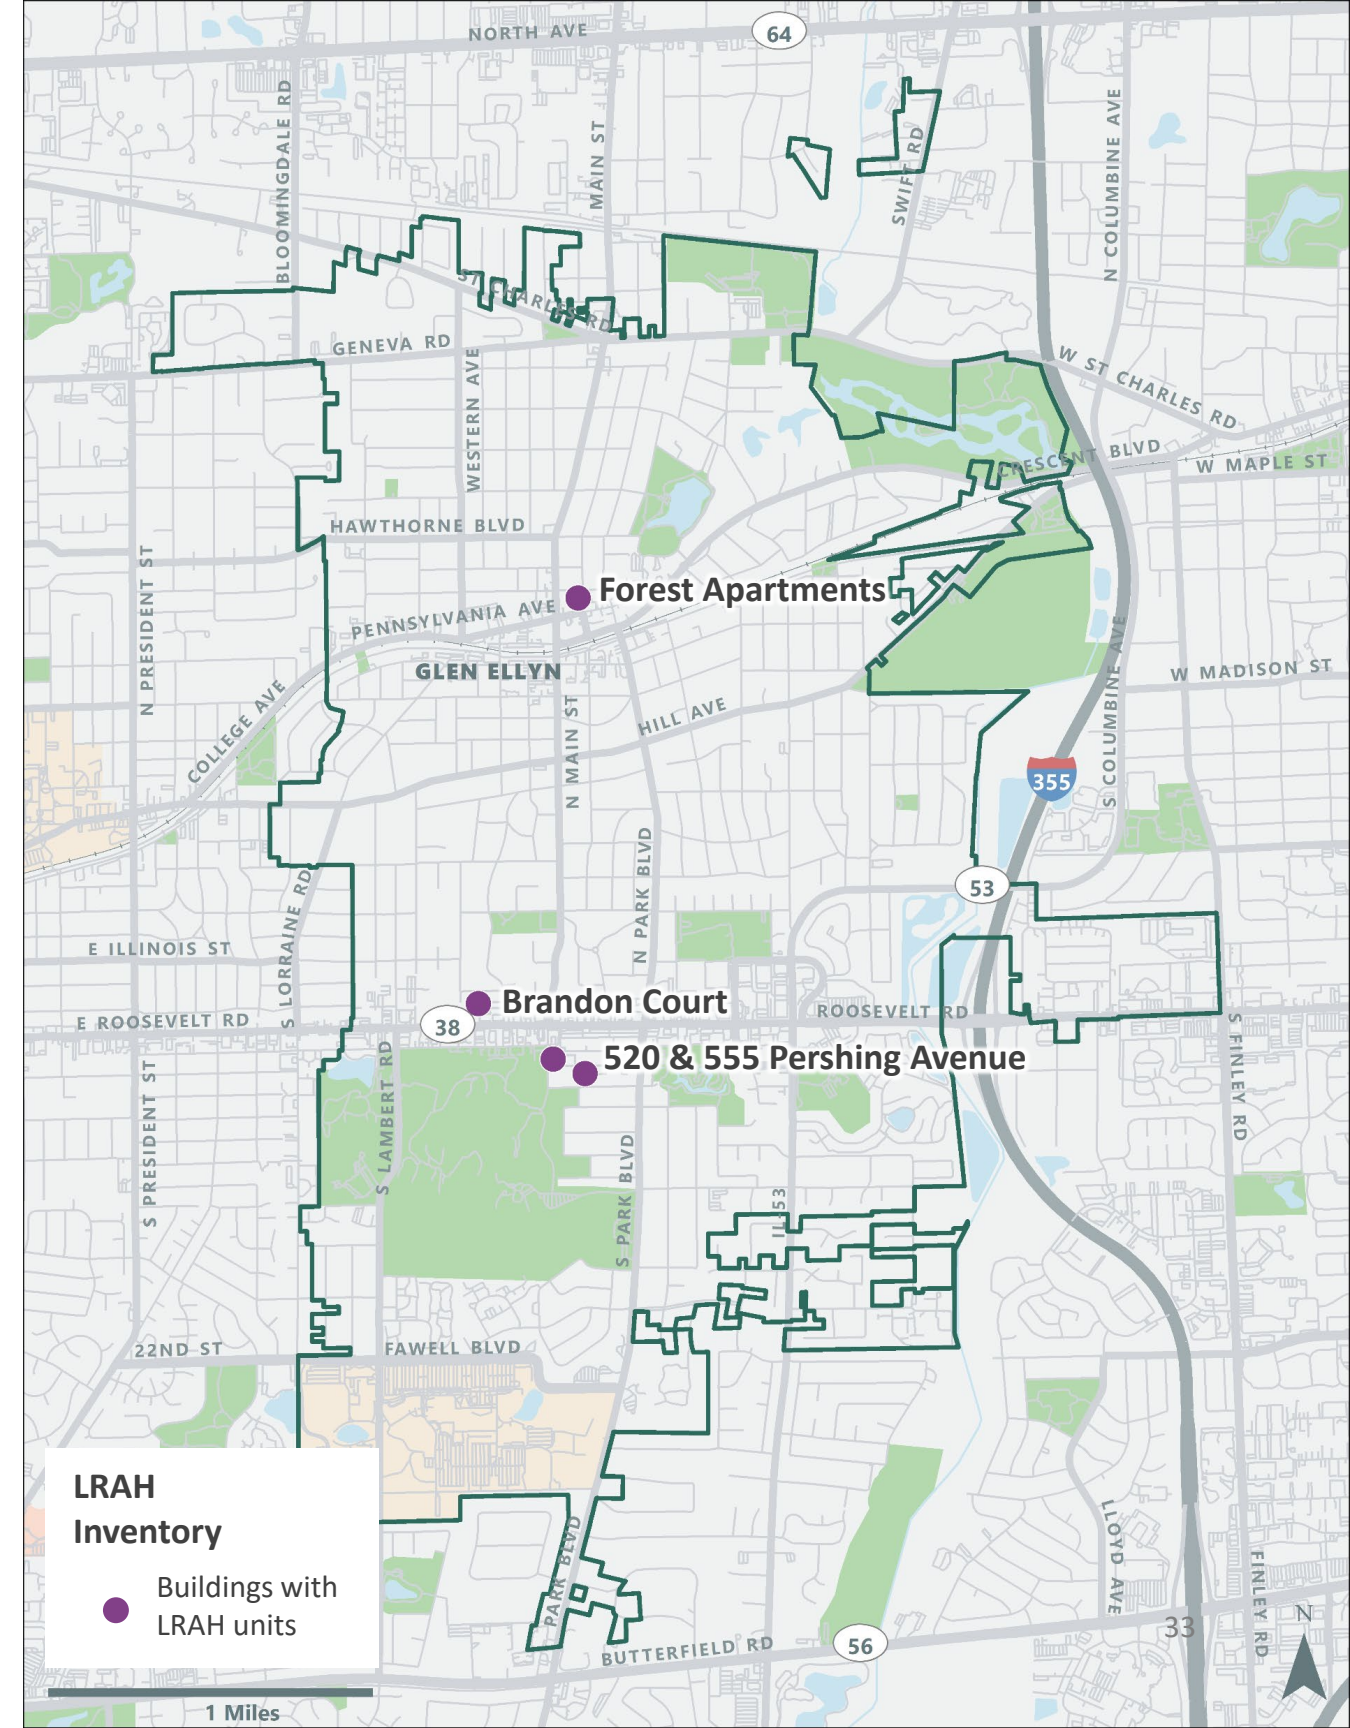 NORTH AVE
64
BLOOMINGDALE RD
MAIN ST
SWIFT RD
N COLUMBINE AVE
ST CHARLES RD
GENEVA RD
WESTERN AVE
W ST CHARLES RD
CRESCENT BLVD
W MAPLE ST
HAWTHORNE BLVD
N PRESIDENT ST
Forest Apartments
PENNSYLVANIA AVE
GLEN ELLYN
W MADISON ST
COLLEGE AVE
HILL AVE
N MAIN ST
S COLUMBINE AVE
355
N PARK BLVD
53
S LORRAINE RD
E ILLINOIS ST
Brandon Court
38
E ROOSEVELT RD
ROOSEVELT RD
520 & 555 Pershing Avenue
S FINLEY RD
S PRESIDENT ST
S LAMBERT RD
S PARK BLVD
IL-53
22ND ST
FAWELL BLVD
LRAH
Inventory
Buildings with
LRAH units
PARK BLVD
LLOYD AVE
FINLEY RD
33
N
BUTTERFIELD RD
56
1 Miles